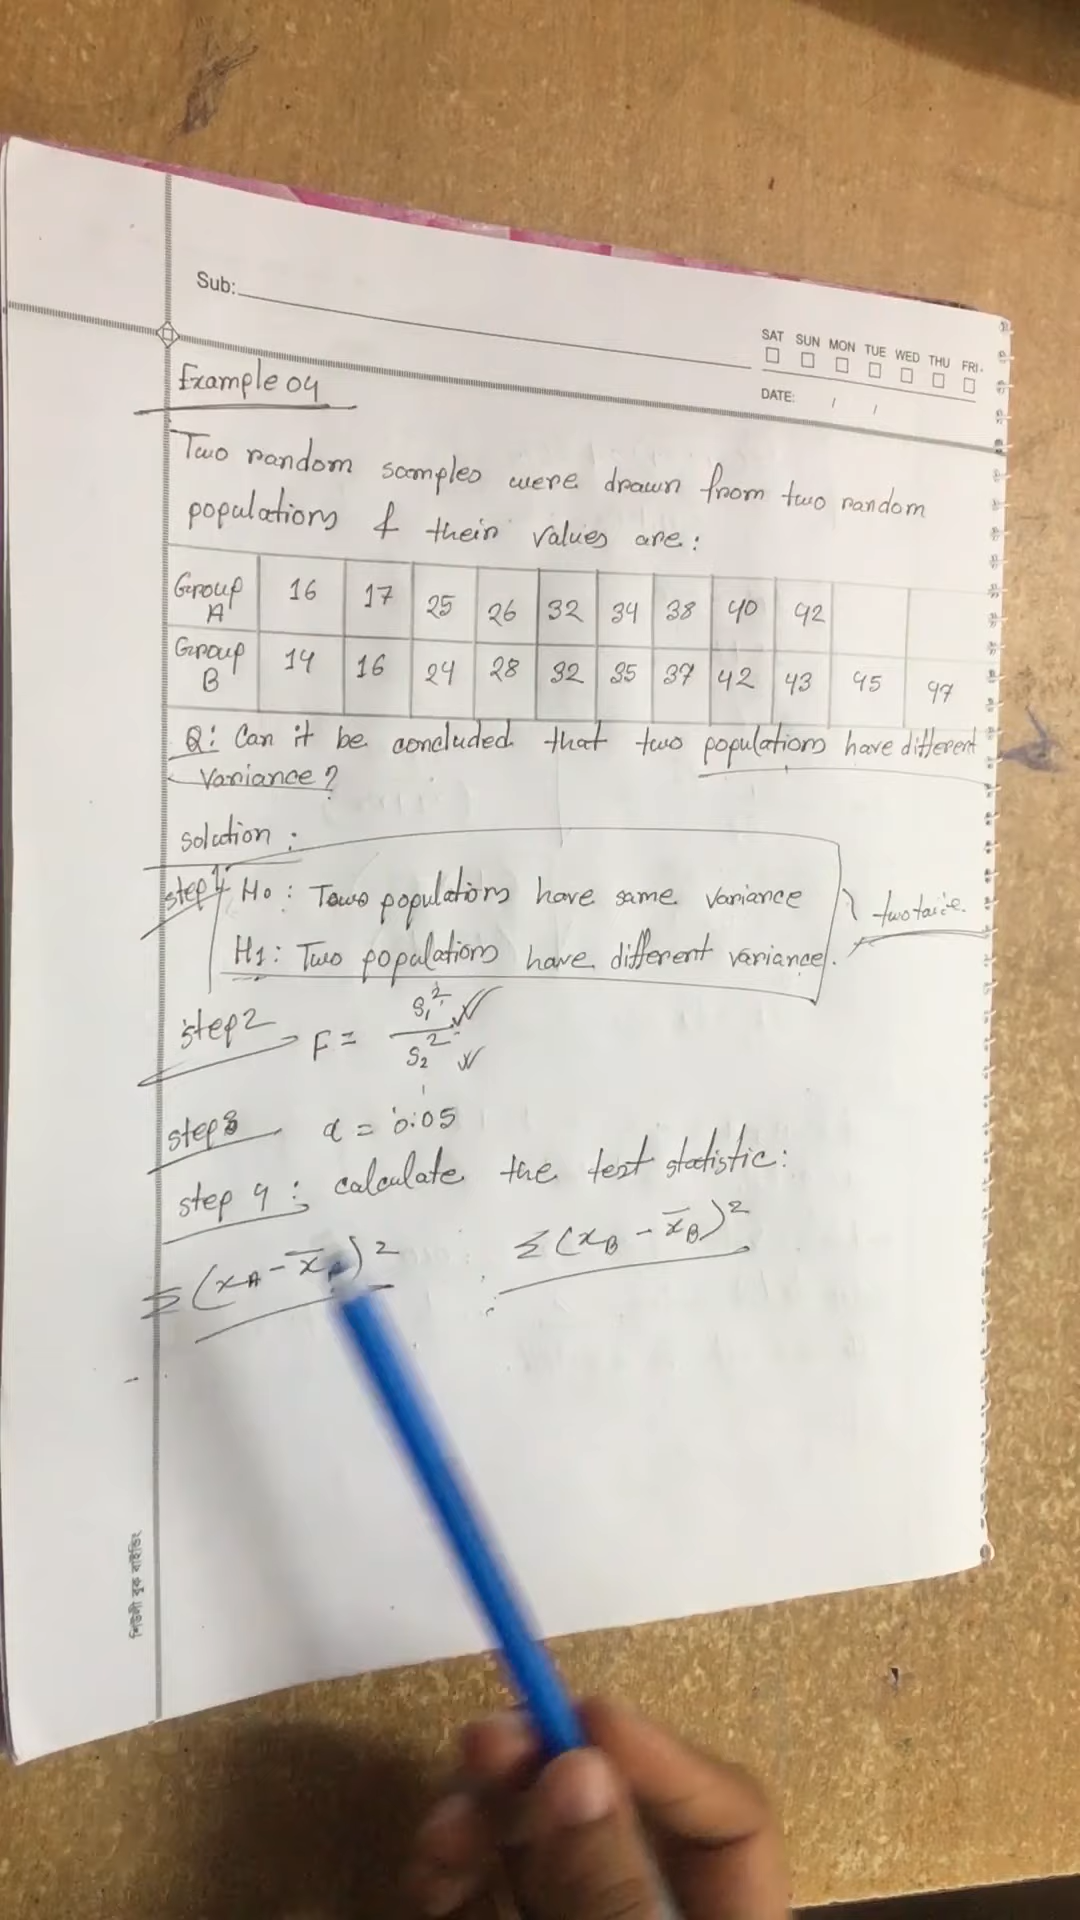 Sub:
SAT SUN MON TUE WED THU FRI.
DATE: / /
Example 04
Two random samples were drawn from two random
populations & their values are:
Group A 16 17 25 26 32 34 38 40 42
Group B 14 16 24 28 32 35 37 42 43 45 47
Q: Can it be concluded that two populations have different
variance?
solution:
step 1 H₀: Two populations have same variance
H1: Two populations have different variance.
step 2 F = S₁² / S₂²
step 3 α = 0.05
step 4: calculate the test statistic:
Σ(xA - x̄A)² Σ(xB - x̄B)²
শিউলী বুক বাইন্ডিং